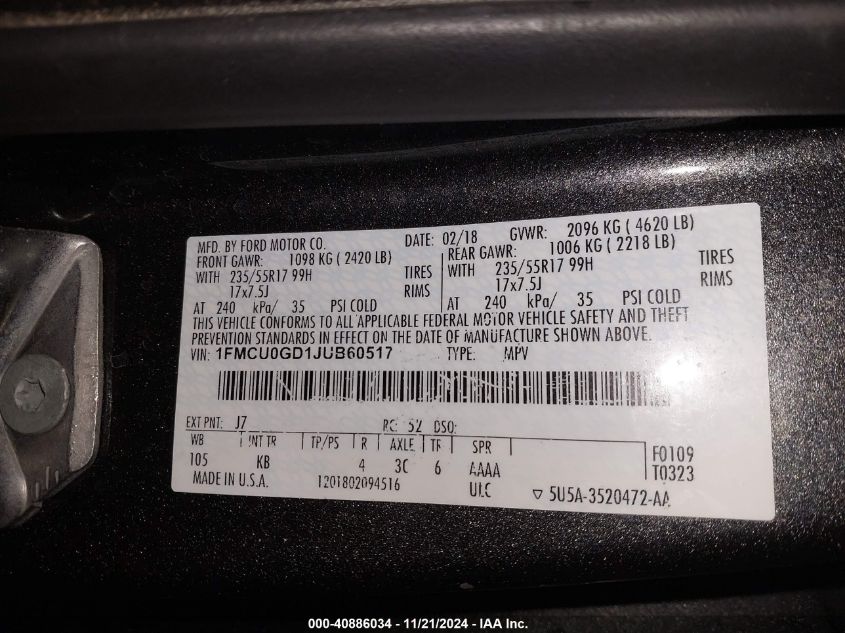 MFD. BY FORD MOTOR CO. DATE: 02/18 GVWR: 2096 KG ( 4620 LB)
FRONT GAWR: 1098 KG ( 2420 LB) REAR GAWR: 1006 KG ( 2218 LB)
WITH 235/55R17 99H TIRES WITH 235/55R17 99H TIRES
17x7.5J RIMS 17x7.5J RIMS
AT 240 kPa/ 35 PSI COLD AT 240 kPa/ 35 PSI COLD
THIS VEHICLE CONFORMS TO ALL APPLICABLE FEDERAL MOTOR VEHICLE SAFETY AND THEFT
PREVENTION STANDARDS IN EFFECT ON THE DATE OF MANUFACTURE SHOWN ABOVE.
VIN: 1FMCU0GD1JUB60517 TYPE: MPV
EXT PNT: J7 RC: 52 DSO:
WB INT TR TP/PS R AXLE TR SPR
105 KB 4 3C 6 AAAA F0109
T0323
MADE IN U.S.A. 1201802094516 ULC ▽ 5U5A-3520472-AA
000-40886034 — 11/21/2024 — IAA Inc.